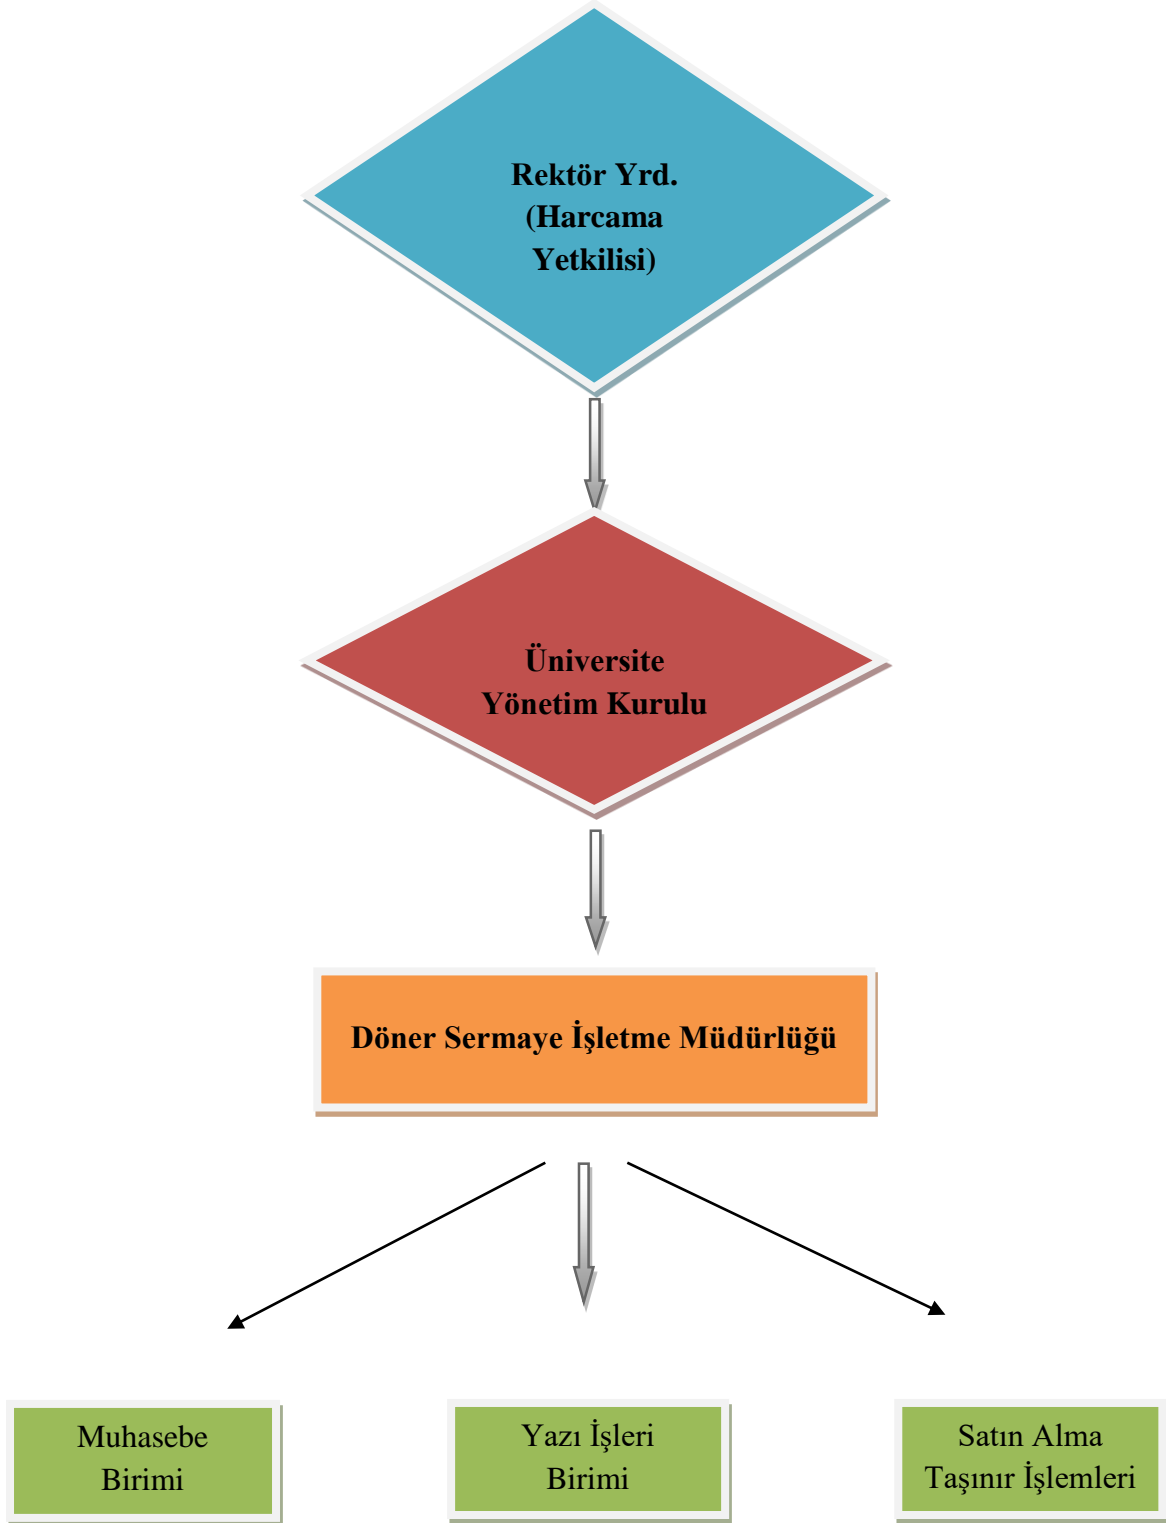 Rektör Yrd.
(Harcama
Yetkilisi)
Üniversite
Yönetim Kurulu
Döner Sermaye İşletme Müdürlüğü
Muhasebe
Birimi
Yazı İşleri
Birimi
Satın Alma
Taşınır İşlemleri